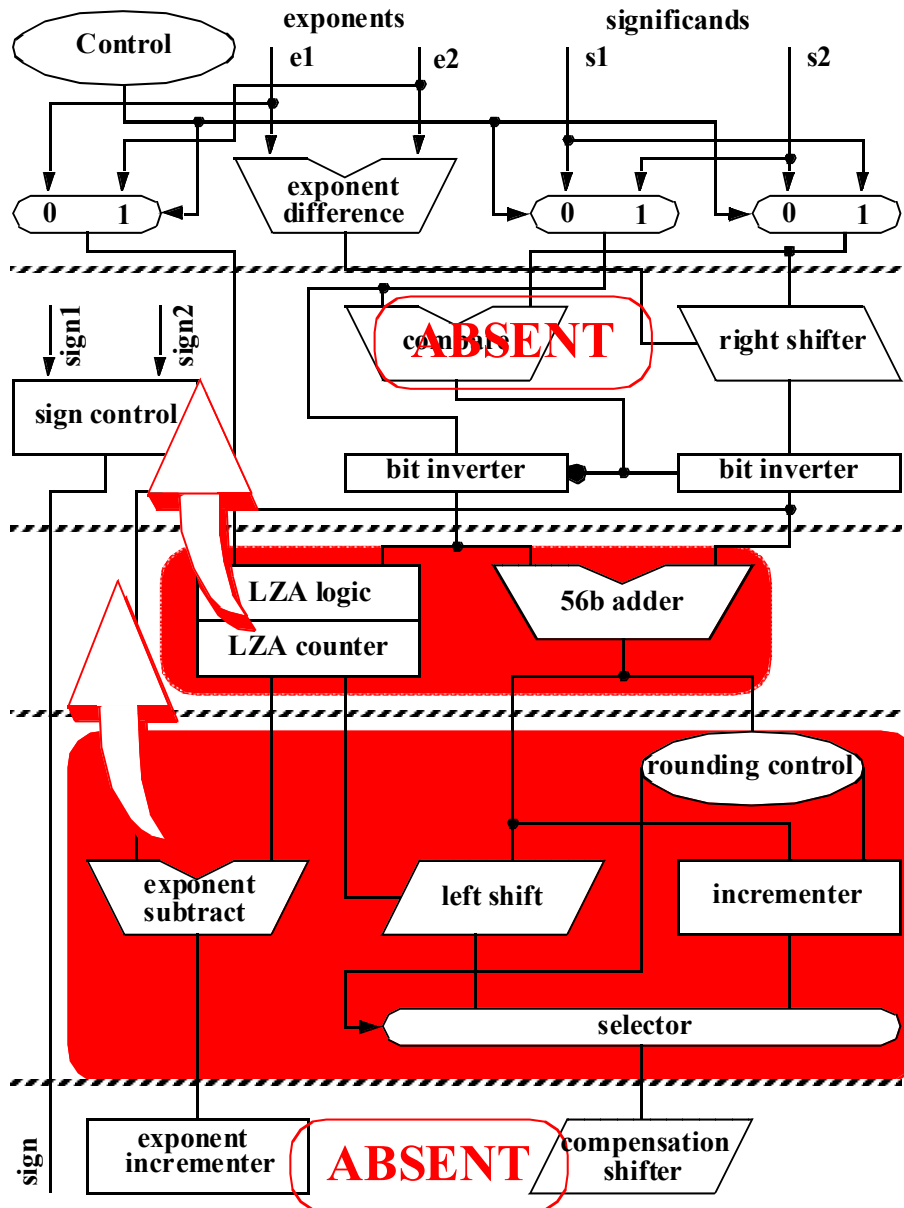 exponents
significands
Control
e1
e2
s1
s2
exponent
difference
0 1
0 1
0 1
sign1
sign2
compare
ABSENT
right shifter
sign control
bit inverter
bit inverter
LZA logic
LZA counter
56b adder
rounding control
exponent
subtract
left shift
incrementer
selector
sign
exponent
incrementer
ABSENT
compensation
shifter